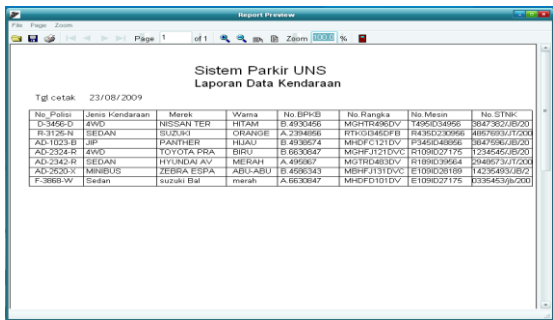 Report Preview
File Page Zoom
Page 1 of 1 Zoom 100.0 %
Sistem Parkir UNS
Laporan Data Kendaraan
Tgl cetak 23/08/2009
No_Polisi Jenis Kendaraan Merek Warna No.BPKB No.Rangka No.Mesin No.STNK
D-3456-D 4WD NISSAN TER HITAM B.4930456 MGHTR496DV T495ID34956 3847382/JB/20
R-3125-N SEDAN SUZUKI ORANGE A.2394856 RTKGI345DFB R435D230956 4857693/JT/200
AD-1023-B JIP PANTHER HIJAU B.4938574 MHDFC121DV P345ID48856 3847596/JB/20
AD-2324-R 4WD TOYOTA PRA BIRU B.6630847 MGHFJ121DVC R109ID27175 1234545/JB/20
AD-2342-R SEDAN HYUNDAI AV MERAH A.495867 MGTRD483DV R189ID39564 2948573/JT/200
AD-2520-X MINIBUS ZEBRA ESPA ABU-ABU B.4586343 MBHFJ131DVC E109ID28189 14235493/JB/2
F-3868-W Sedan suzuki Bal merah A.6630847 MHDFD101DV E109ID27175 0335453/jb/200